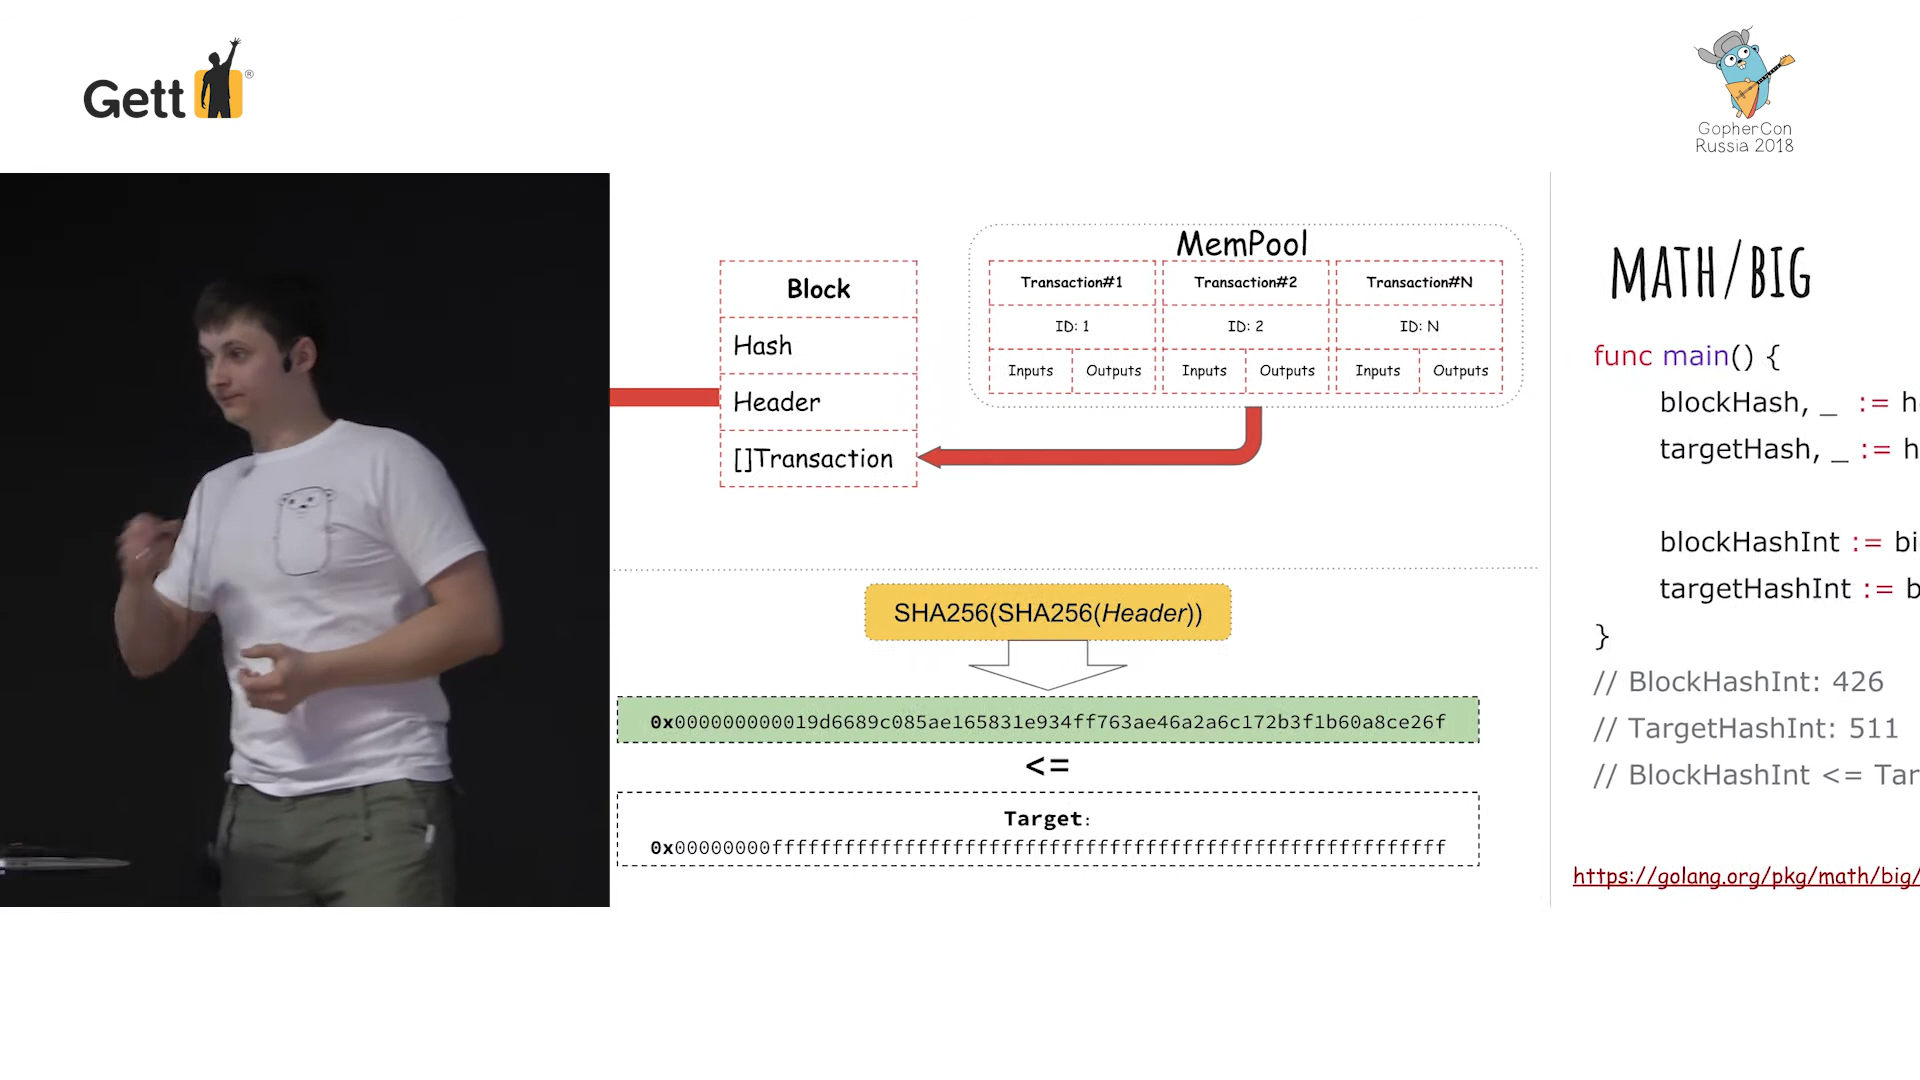 Gett®
GopherCon
Russia 2018
Block
Hash
Header
[]Transaction
MemPool
Transaction#1
Transaction#2
Transaction#N
ID: 1
ID: 2
ID: N
Inputs
Outputs
Inputs
Outputs
Inputs
Outputs
SHA256(SHA256(Header))
0x000000000019d6689c085ae165831e934ff763ae46a2a6c172b3f1b60a8ce26f
<=
Target:
0x00000000ffffffffffffffffffffffffffffffffffffffffffffffffffffffff
MATH/BIG
func main() {
blockHash, _ := h
targetHash, _ := h
blockHashInt := bi
targetHashInt := b
}
// BlockHashInt: 426
// TargetHashInt: 511
// BlockHashInt <= Tar
https://golang.org/pkg/math/big/